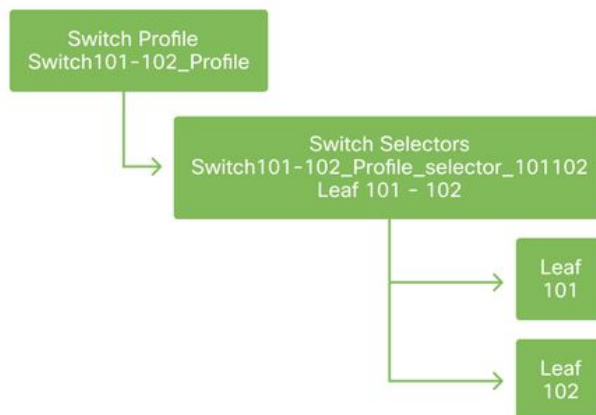 Switch Profile
Switch101-102_Profile
Switch Selectors
Switch101-102_Profile_selector_101102
Leaf 101 - 102
Leaf
101
Leaf
102